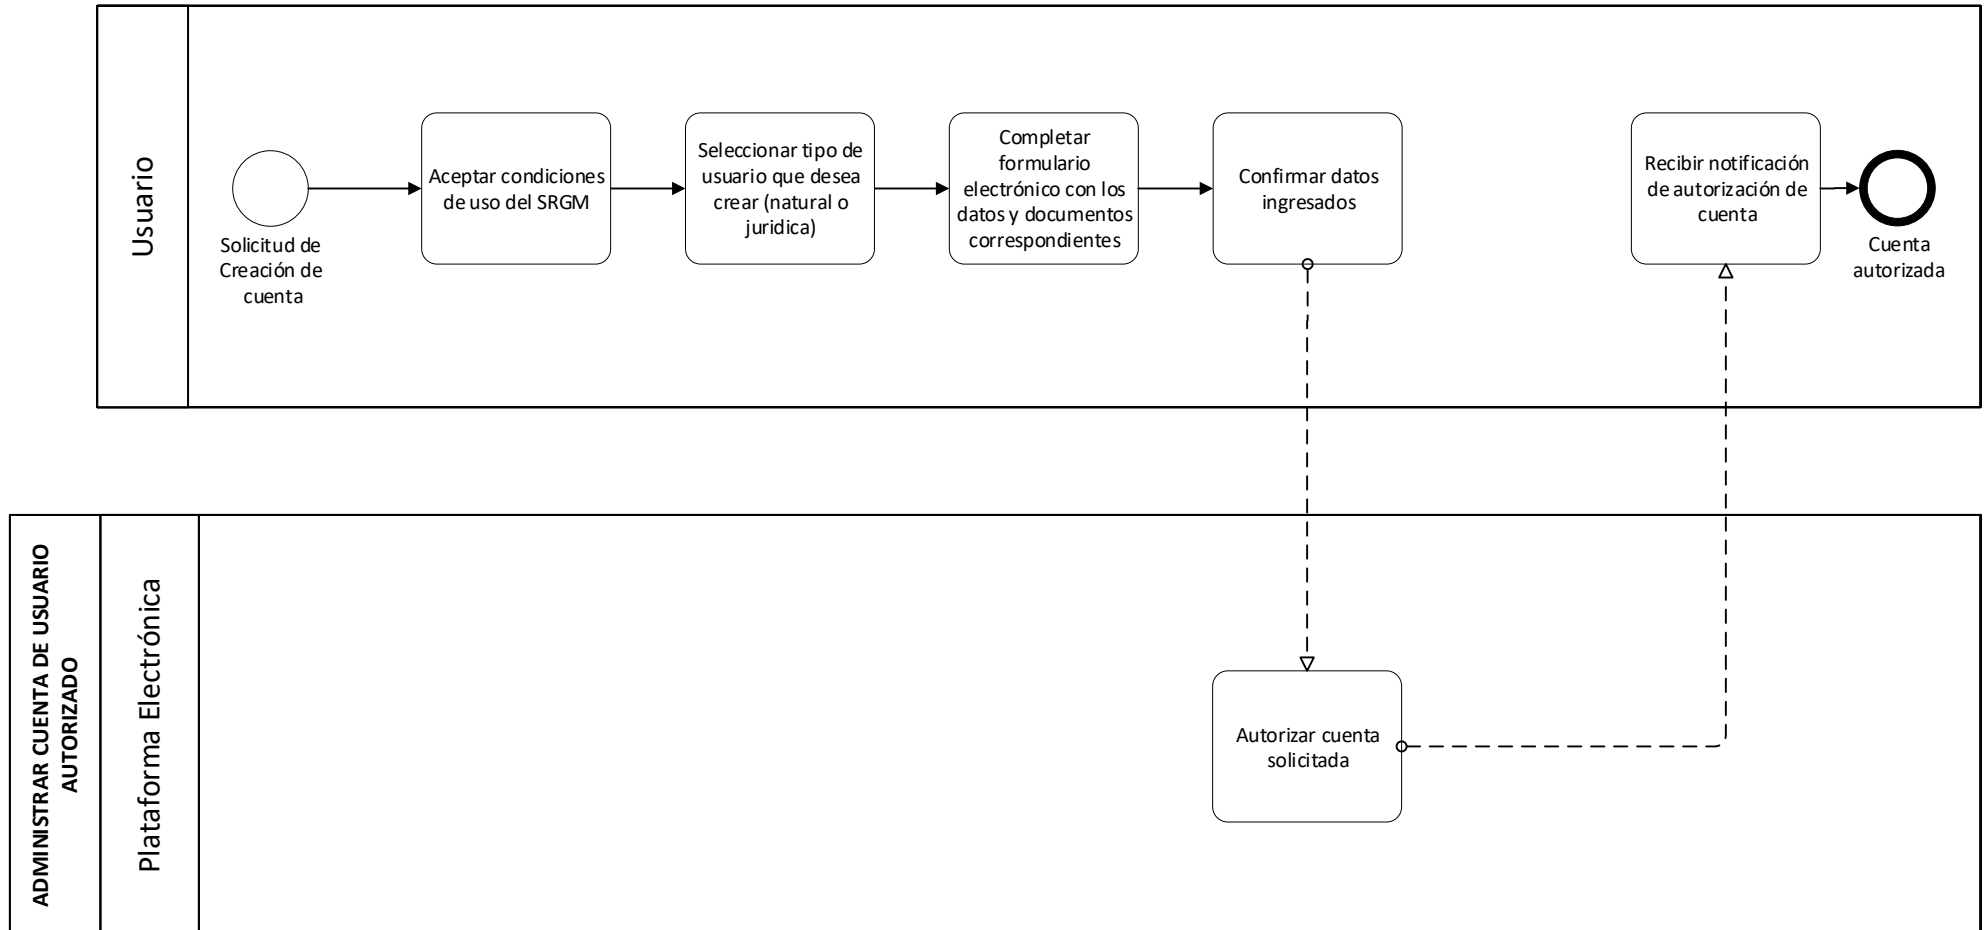 Usuario
Solicitud de
Creación de
cuenta
Aceptar condiciones
de uso del SRGM
Seleccionar tipo de
usuario que desea
crear (natural o
juridica)
Completar
formulario
electrónico con los
datos y documentos
correspondientes
Confirmar datos
ingresados
Recibir notificación
de autorización de
cuenta
Cuenta
autorizada
ADMINISTRAR CUENTA DE USUARIO
AUTORIZADO
Plataforma Electrónica
Autorizar cuenta
solicitada